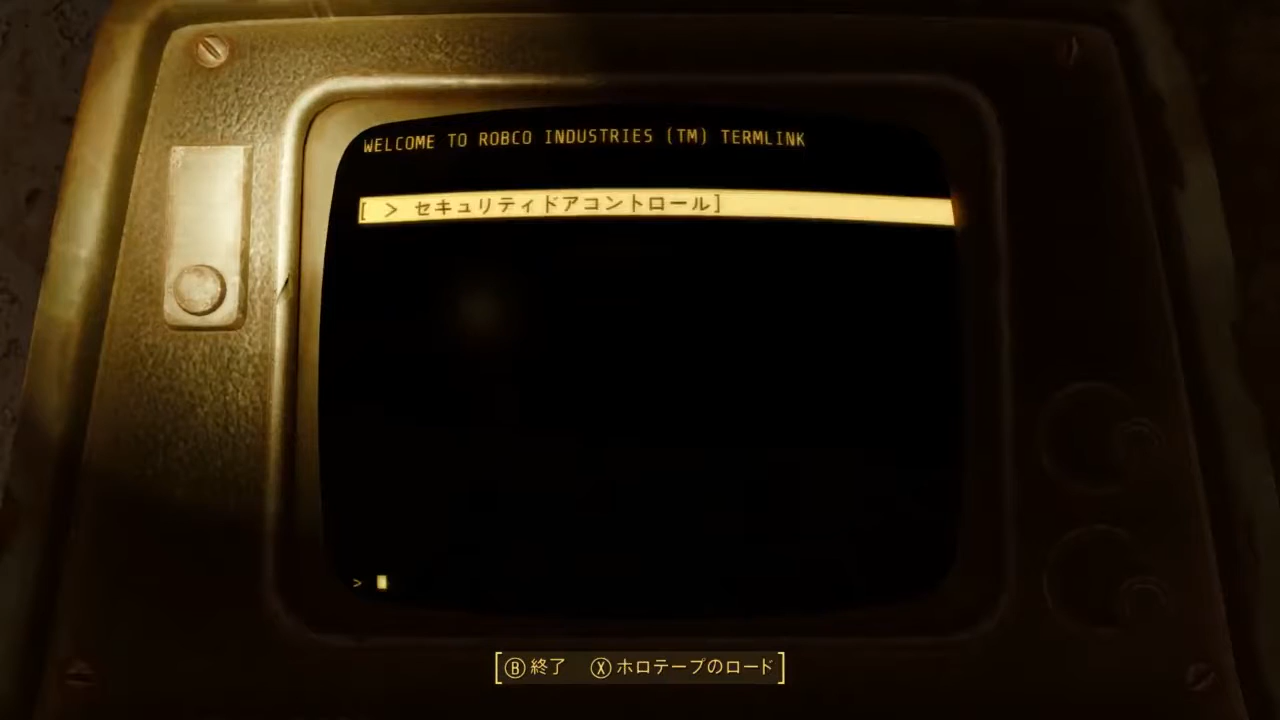 WELCOME TO ROBCO INDUSTRIES (TM) TERMLINK
[ > セキュリティドアコントロール]
>
[Ⓑ 終了 Ⓧ ホロテープのロード]